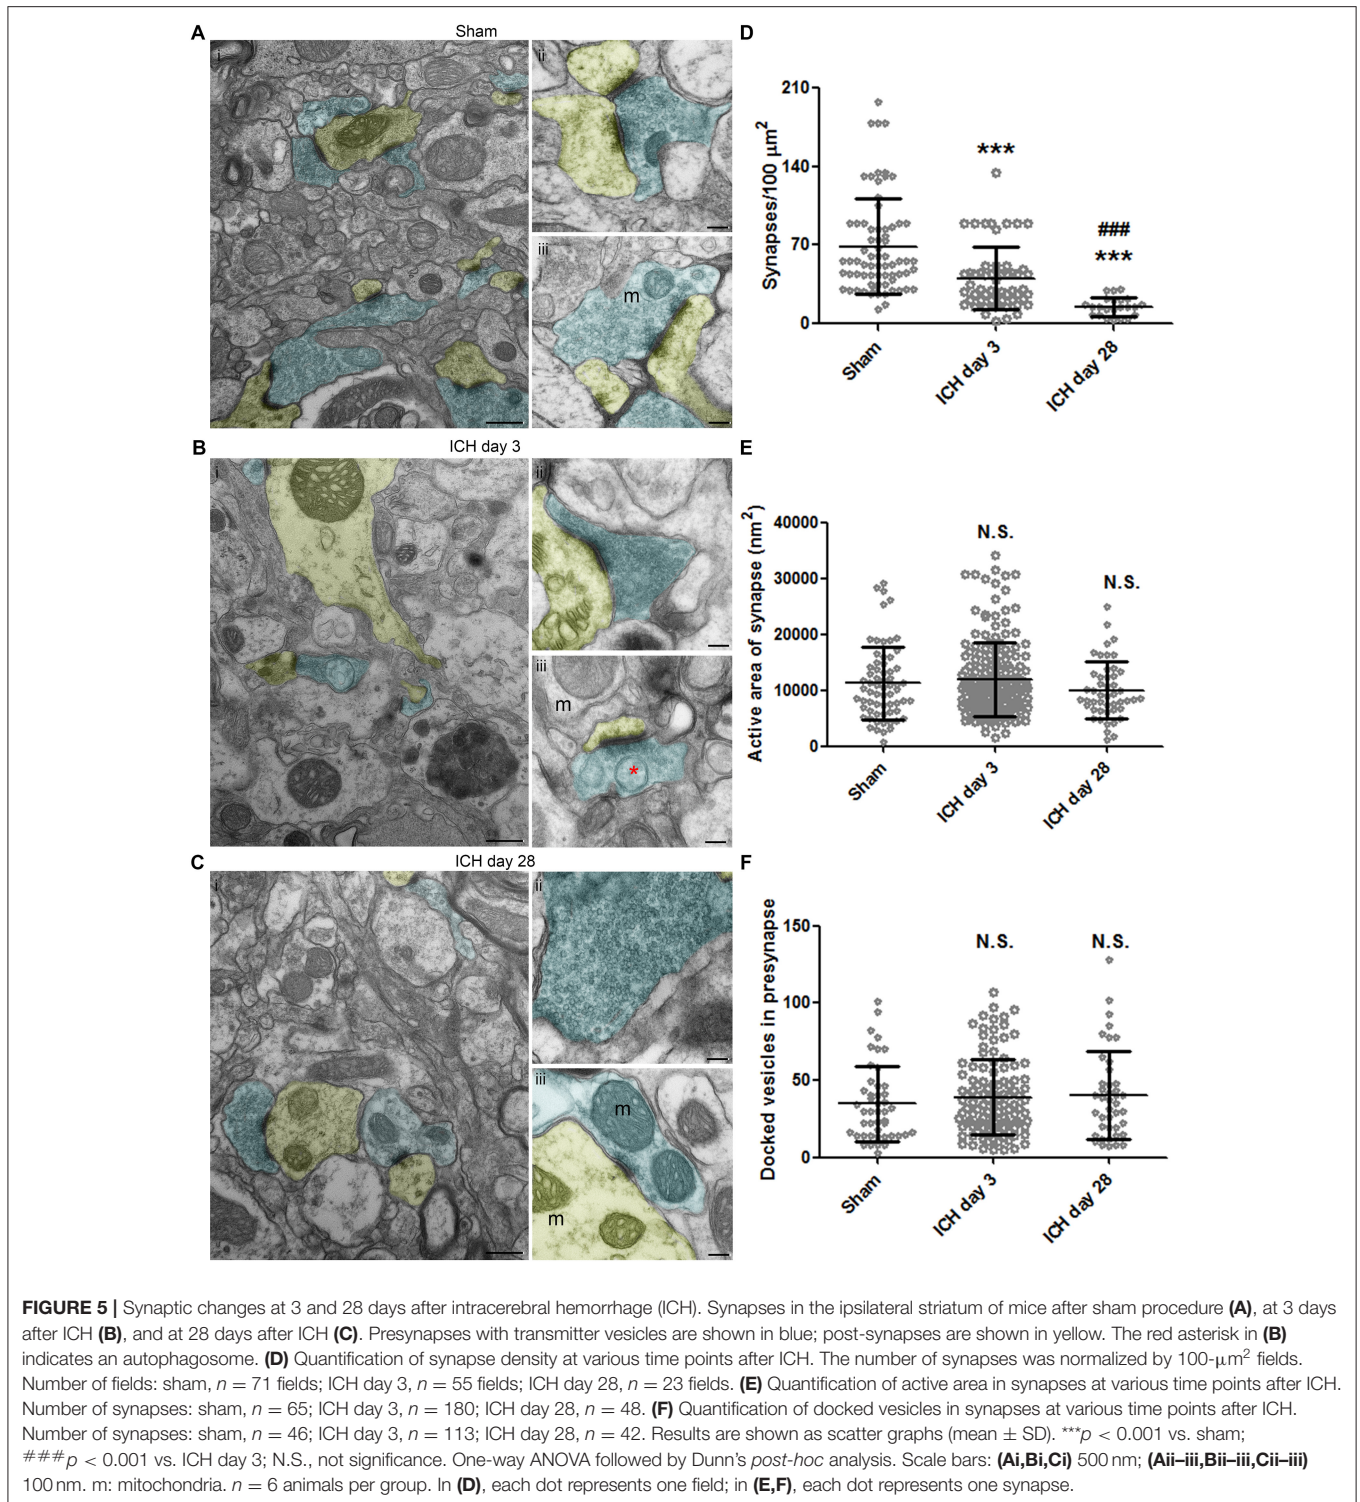 A
Sham
i
ii
iii
m
B
ICH day 3
i
ii
iii
m
*
C
ICH day 28
i
ii
iii
m
m
D
Synapses/100 μm²
210
140
70
0
***
###
***
Sham
ICH day 3
ICH day 28
E
Active area of synapse (nm²)
40000
30000
20000
10000
0
N.S.
N.S.
Sham
ICH day 3
ICH day 28
F
Docked vesicles in presynapse
150
100
50
0
N.S.
N.S.
Sham
ICH day 3
ICH day 28
FIGURE 5 | Synaptic changes at 3 and 28 days after intracerebral hemorrhage (ICH). Synapses in the ipsilateral striatum of mice after sham procedure (A), at 3 days
after ICH (B), and at 28 days after ICH (C). Presynapses with transmitter vesicles are shown in blue; post-synapses are shown in yellow. The red asterisk in (B)
indicates an autophagosome. (D) Quantification of synapse density at various time points after ICH. The number of synapses was normalized by 100-μm² fields.
Number of fields: sham, n = 71 fields; ICH day 3, n = 55 fields; ICH day 28, n = 23 fields. (E) Quantification of active area in synapses at various time points after ICH.
Number of synapses: sham, n = 65; ICH day 3, n = 180; ICH day 28, n = 48. (F) Quantification of docked vesicles in synapses at various time points after ICH.
Number of synapses: sham, n = 46; ICH day 3, n = 113; ICH day 28, n = 42. Results are shown as scatter graphs (mean ± SD). ***p < 0.001 vs. sham;
###p < 0.001 vs. ICH day 3; N.S., not significance. One-way ANOVA followed by Dunn's post-hoc analysis. Scale bars: (Ai,Bi,Ci) 500 nm; (Aii–iii,Bii–iii,Cii–iii)
100 nm. m: mitochondria. n = 6 animals per group. In (D), each dot represents one field; in (E,F), each dot represents one synapse.